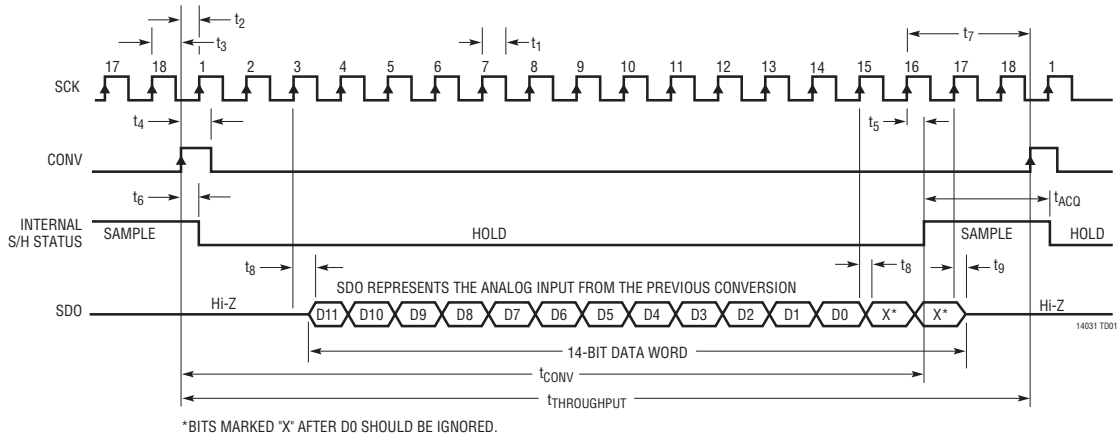 t2
t3
t1
t7
17 18 1 2 3 4 5 6 7 8 9 10 11 12 13 14 15 16 17 18 1
SCK
t4
t5
CONV
t6
tACQ
INTERNAL
S/H STATUS
SAMPLE HOLD SAMPLE HOLD
t8
t8
t9
SDO REPRESENTS THE ANALOG INPUT FROM THE PREVIOUS CONVERSION
SDO
Hi-Z D11 D10 D9 D8 D7 D6 D5 D4 D3 D2 D1 D0 X* X* Hi-Z
14031 TD01
14-BIT DATA WORD
tCONV
tTHROUGHPUT
*BITS MARKED "X" AFTER D0 SHOULD BE IGNORED.